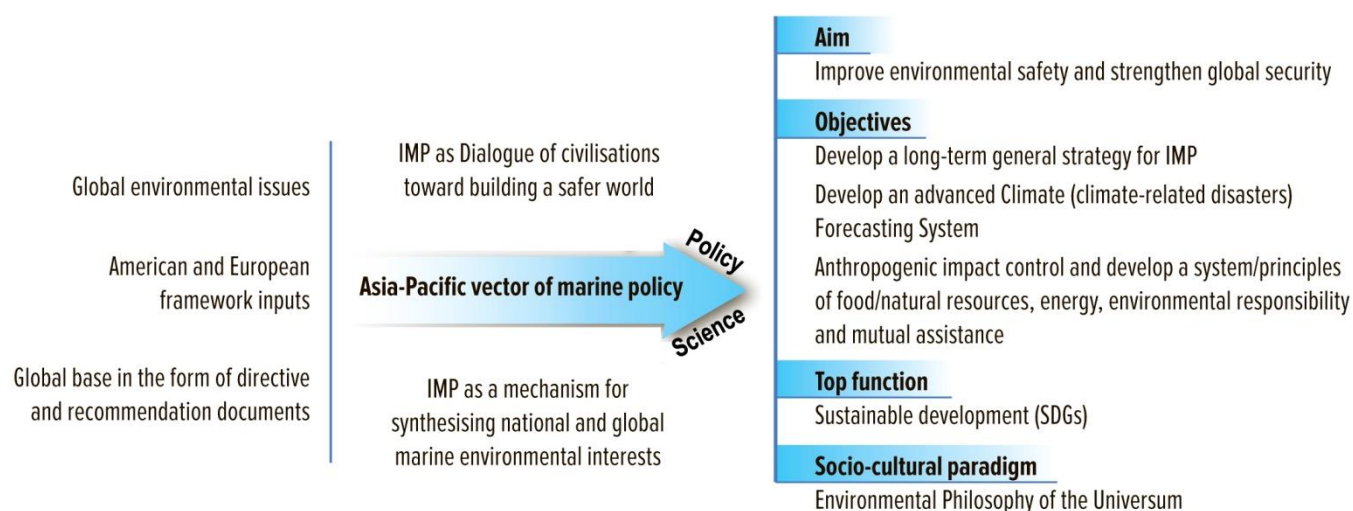 Global environmental issues
American and European
framework inputs
Global base in the form of directive
and recommendation documents
IMP as Dialogue of civilisations
toward building a safer world
Asia-Pacific vector of marine policy
Policy
Science
IMP as a mechanism for
synthesising national and global
marine environmental interests
Aim
Improve environmental safety and strengthen global security
Objectives
Develop a long-term general strategy for IMP
Develop an advanced Climate (climate-related disasters)
Forecasting System
Anthropogenic impact control and develop a system/principles
of food/natural resources, energy, environmental responsibility
and mutual assistance
Top function
Sustainable development (SDGs)
Socio-cultural paradigm
Environmental Philosophy of the Universum